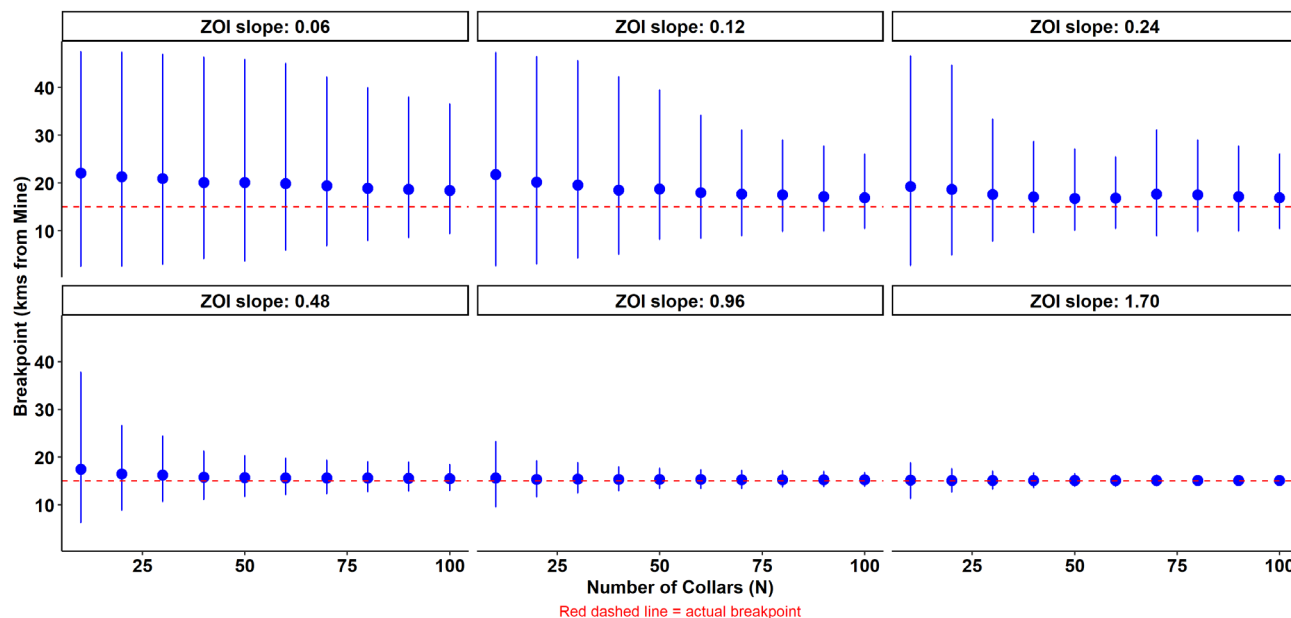 ZOI slope: 0.06
ZOI slope: 0.12
ZOI slope: 0.24
40
30
20
10
ZOI slope: 0.48
ZOI slope: 0.96
ZOI slope: 1.70
40
30
20
10
Breakpoint (kms from Mine)
25 50 75 100
25 50 75 100
25 50 75 100
Number of Collars (N)
Red dashed line = actual breakpoint